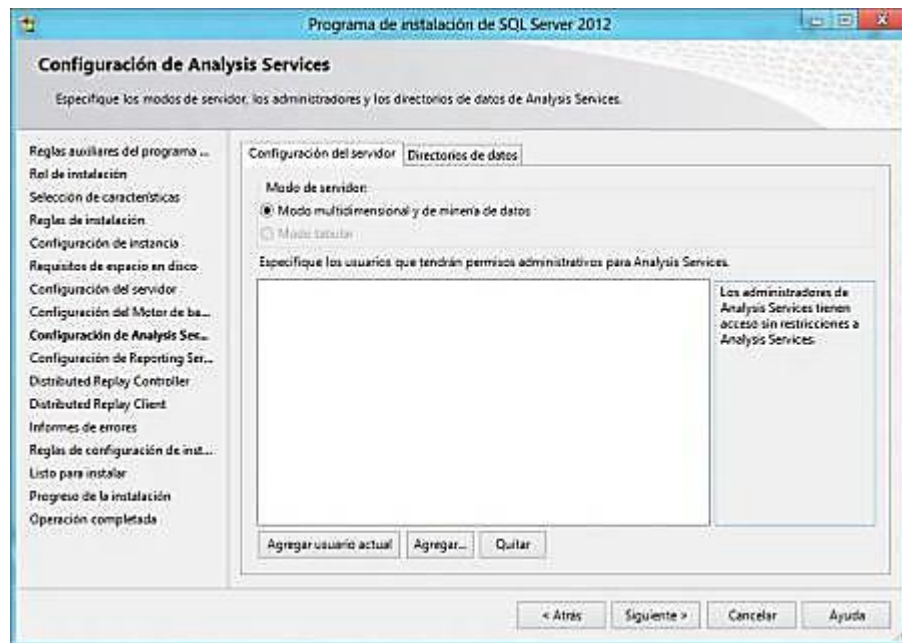 Programa de instalación de SQL Server 2012
Configuración de Analysis Services
Especifique los modos de servidor, los administradores y los directorios de datos de Analysis Services.
Reglas auxiliares del programa ...
Rol de instalación
Selección de características
Reglas de instalación
Configuración de instancia
Requisitos de espacio en disco
Configuración del servidor
Configuración del Motor de ba...
Configuración de Analysis Ser...
Configuración de Reporting Ser...
Distributed Replay Controller
Distributed Replay Client
Informes de errores
Reglas de configuración de inst...
Listo para instalar
Progreso de la instalación
Operación completada
Configuración del servidor
Directorios de datos
Modo de servidor:
Modo multidimensional y de minería de datos
Modo tabular
Especifique los usuarios que tendrán permisos administrativos para Analysis Services.
Los administradores de
Analysis Services tienen
acceso sin restricciones a
Analysis Services.
Agregar usuario actual
Agregar...
Quitar
< Atrás
Siguiente >
Cancelar
Ayuda